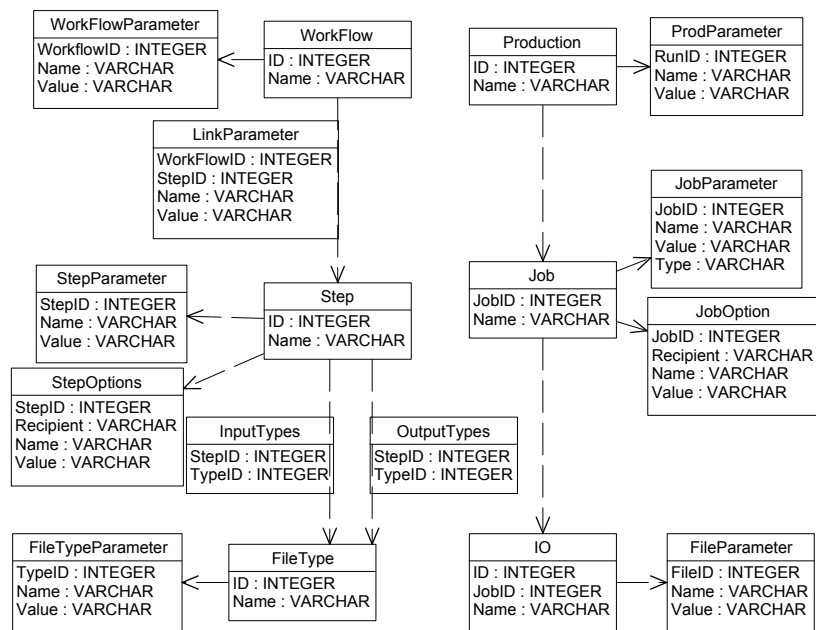 WorkFlowParameter
WorkflowID : INTEGER
Name : VARCHAR
Value : VARCHAR
WorkFlow
ID : INTEGER
Name : VARCHAR
Production
ID : INTEGER
Name : VARCHAR
ProdParameter
RunID : INTEGER
Name : VARCHAR
Value : VARCHAR
LinkParameter
WorkFlowID : INTEGER
StepID : INTEGER
Name : VARCHAR
Value : VARCHAR
JobParameter
JobID : INTEGER
Name : VARCHAR
Value : VARCHAR
Type : VARCHAR
StepParameter
StepID : INTEGER
Name : VARCHAR
Value : VARCHAR
Step
ID : INTEGER
Name : VARCHAR
Job
JobID : INTEGER
Name : VARCHAR
JobOption
JobID : INTEGER
Recipient : VARCHAR
Name : VARCHAR
Value : VARCHAR
StepOptions
StepID : INTEGER
Recipient : VARCHAR
Name : VARCHAR
Value : VARCHAR
InputTypes
StepID : INTEGER
TypeID : INTEGER
OutputTypes
StepID : INTEGER
TypeID : INTEGER
FileTypeParameter
TypeID : INTEGER
Name : VARCHAR
Value : VARCHAR
FileType
ID : INTEGER
Name : VARCHAR
IO
ID : INTEGER
JobID : INTEGER
Name : VARCHAR
FileParameter
FileID : INTEGER
Name : VARCHAR
Value : VARCHAR